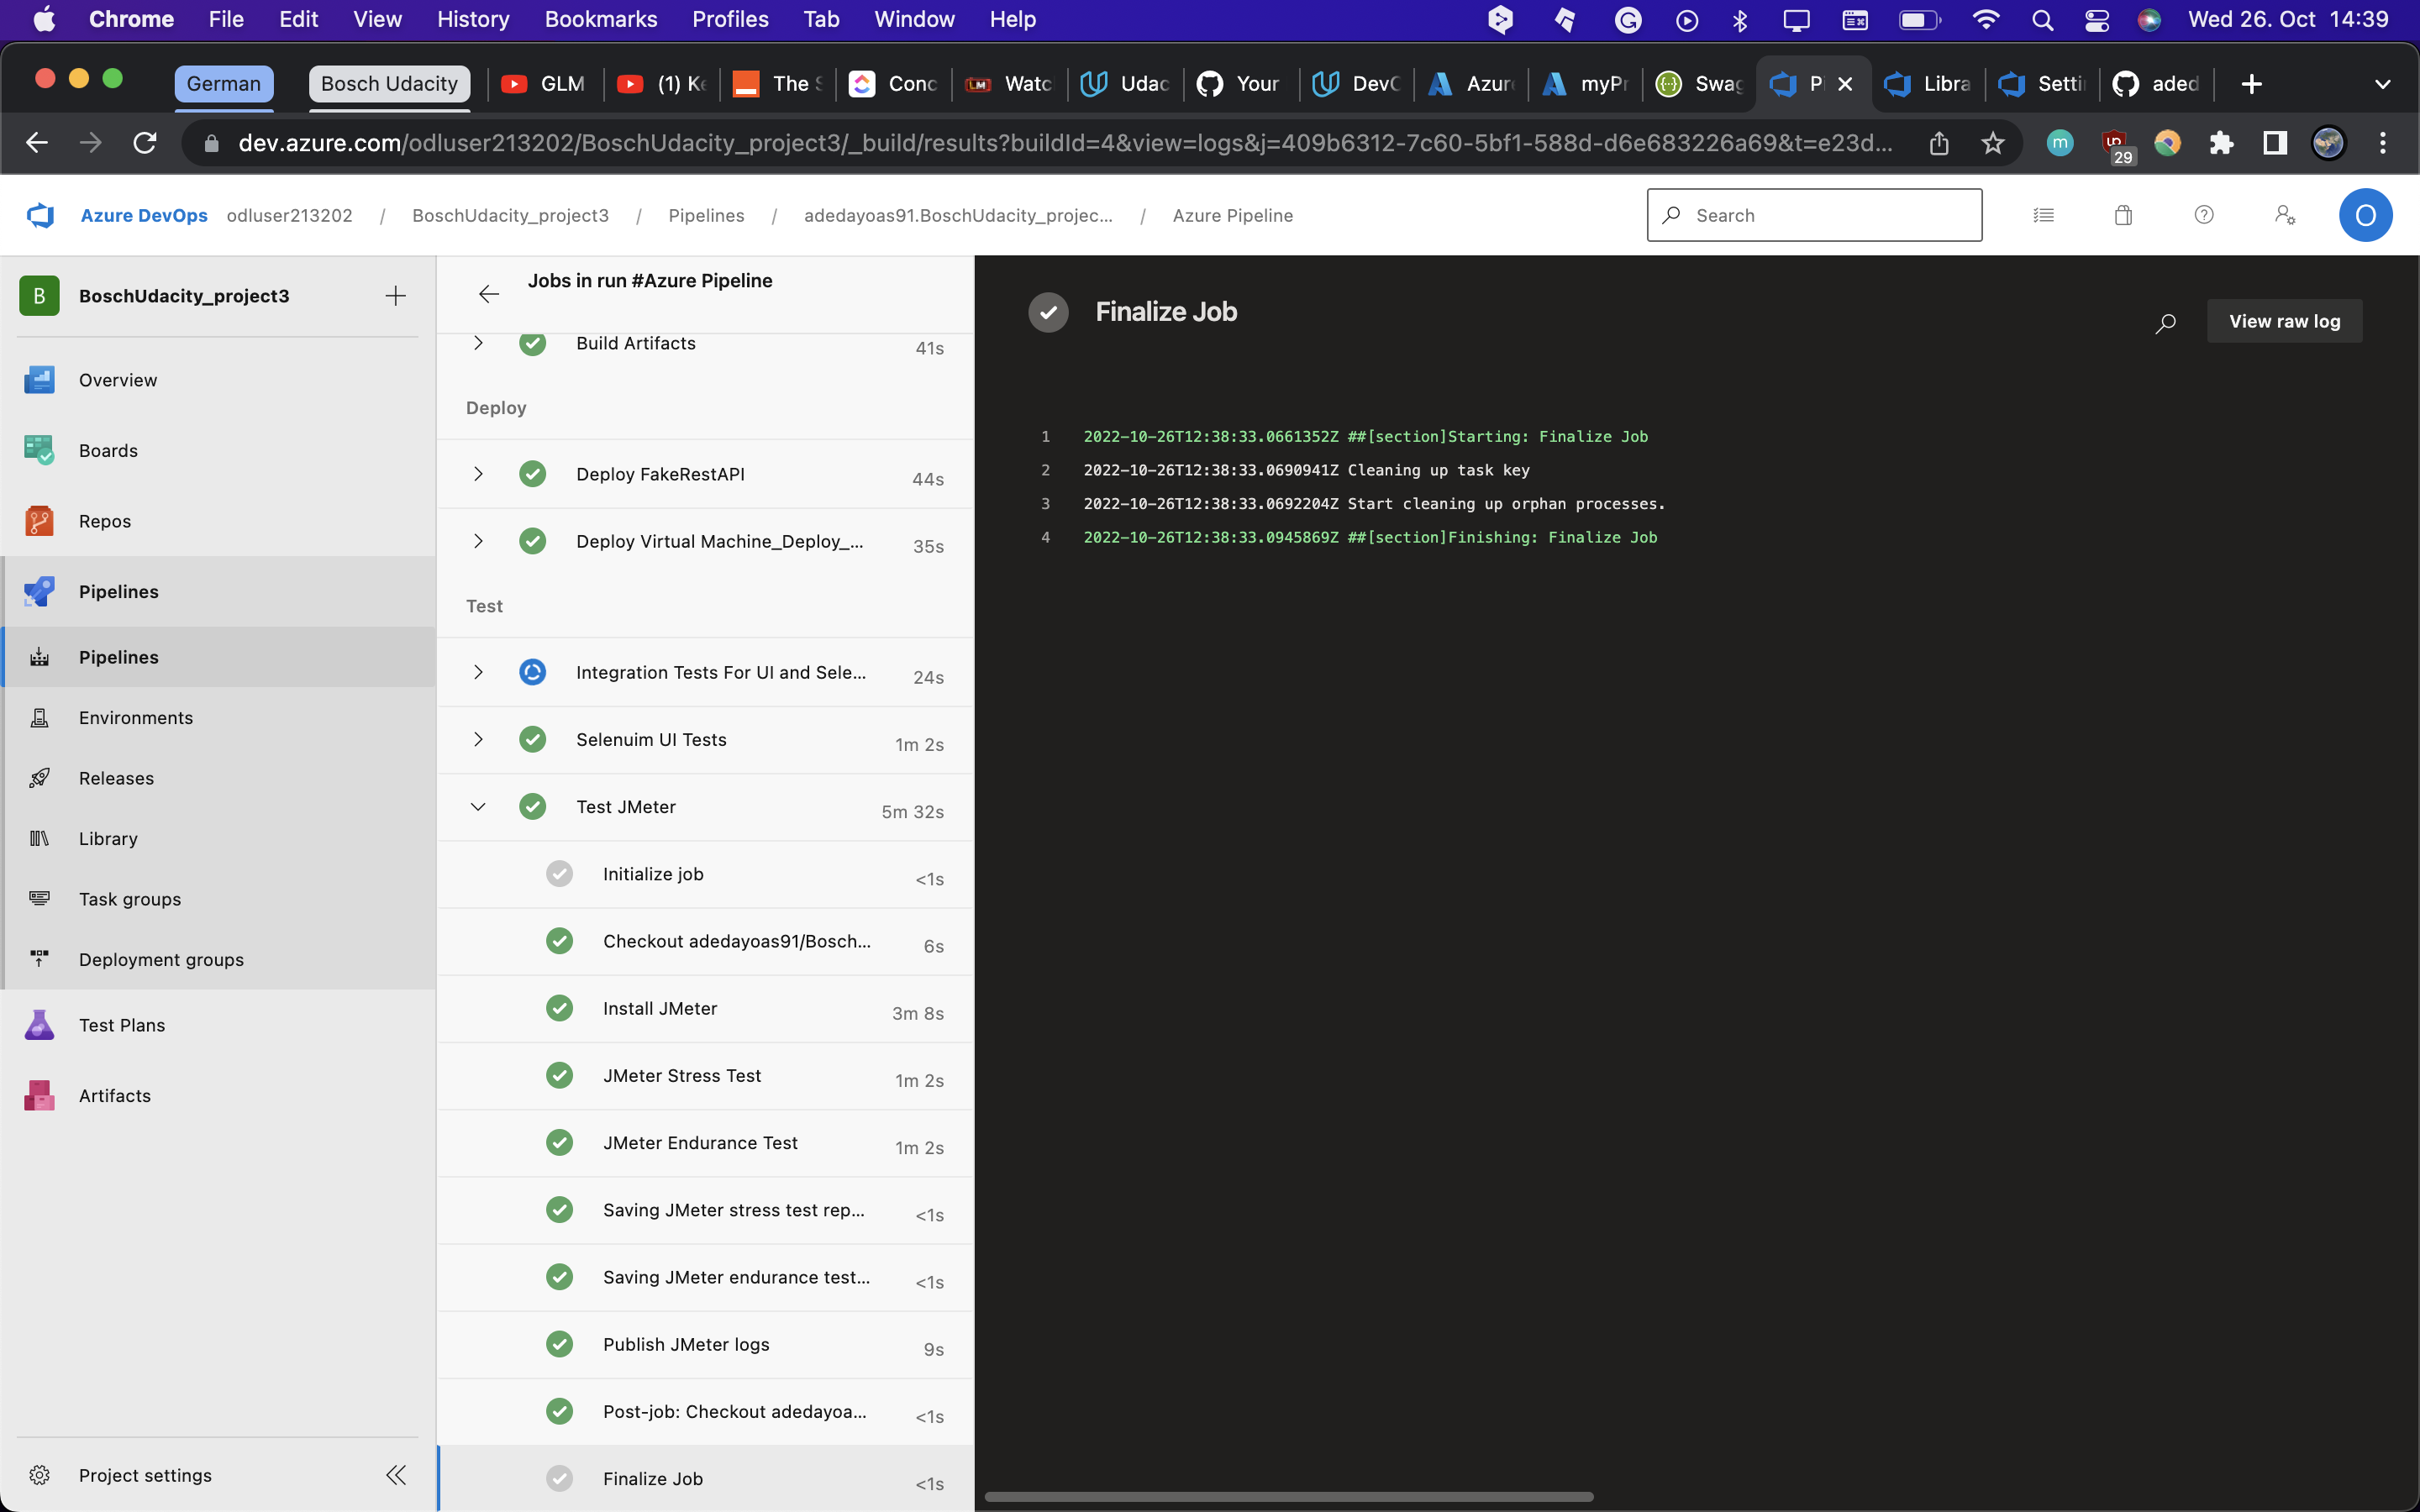 Chrome File Edit View History Bookmarks Profiles Tab Window Help Wed 26. Oct 14:39
German Bosch Udacity GLM (1) Ke The S Conc Watc Udac Your DevC Azure myPr Swag Pi Libra Settin aded
dev.azure.com/odluser213202/BoschUdacity_project3/_build/results?buildId=4&view=logs&j=409b6312-7c60-5bf1-588d-d6e683226a69&t=e23d... m 29
Azure DevOps odluser213202 / BoschUdacity_project3 / Pipelines / adedayoas91.BoschUdacity_projec... / Azure Pipeline Search O
B BoschUdacity_project3
Overview
Boards
Repos
Pipelines
Pipelines
Environments
Releases
Library
Task groups
Deployment groups
Test Plans
Artifacts
Project settings
Jobs in run #Azure Pipeline
Build Artifacts 41s
Deploy
Deploy FakeRestAPI 44s
Deploy Virtual Machine_Deploy_... 35s
Test
Integration Tests For UI and Sele... 24s
Selenuim UI Tests 1m 2s
Test JMeter 5m 32s
Initialize job <1s
Checkout adedayoas91/Bosch... 6s
Install JMeter 3m 8s
JMeter Stress Test 1m 2s
JMeter Endurance Test 1m 2s
Saving JMeter stress test rep... <1s
Saving JMeter endurance test... <1s
Publish JMeter logs 9s
Post-job: Checkout adedayoa... <1s
Finalize Job <1s
Finalize Job
View raw log
1 2022-10-26T12:38:33.0661352Z ##[section]Starting: Finalize Job
2 2022-10-26T12:38:33.0690941Z Cleaning up task key
3 2022-10-26T12:38:33.0692204Z Start cleaning up orphan processes.
4 2022-10-26T12:38:33.0945869Z ##[section]Finishing: Finalize Job